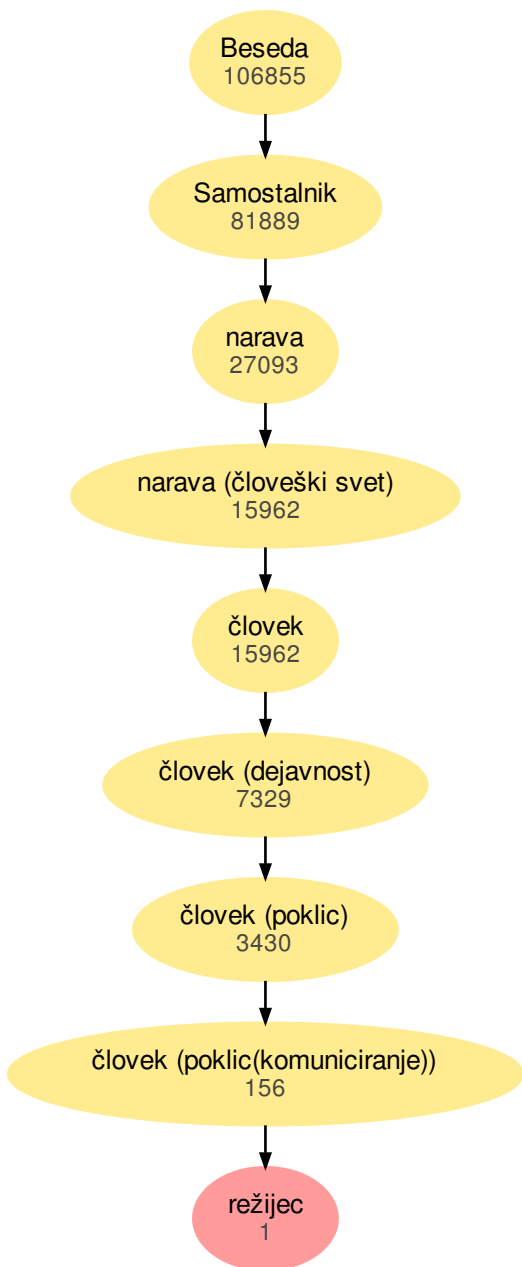 Beseda
106855
Samostalnik
81889
narava
27093
narava (človeški svet)
15962
človek
15962
človek (dejavnost)
7329
človek (poklic)
3430
človek (poklic(komuniciranje))
156
režijec
1